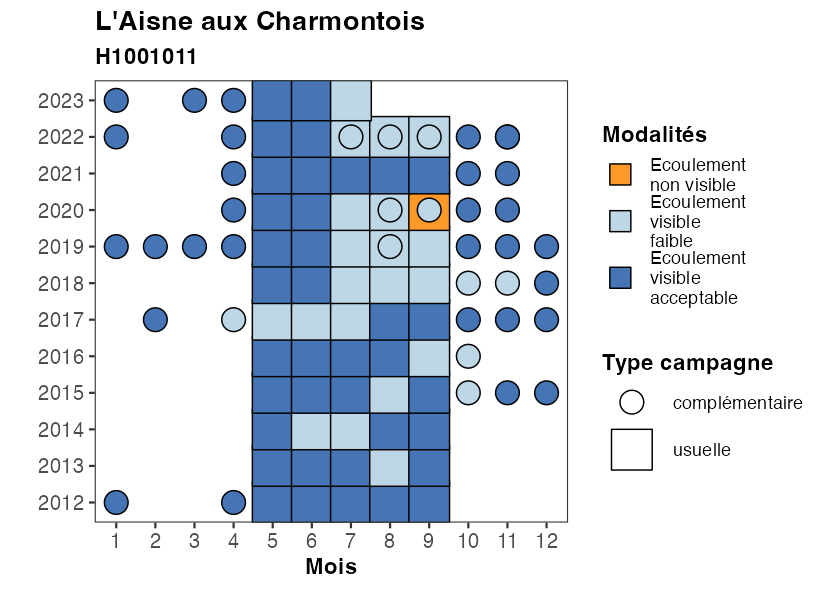 L'Aisne aux Charmontois
H1001011
2023
2022
2021
2020
2019
2018
2017
2016
2015
2014
2013
2012
1 2 3 4 5 6 7 8 9 10 11 12
Mois
Modalités
Ecoulement
non visible
Ecoulement
visible
faible
Ecoulement
visible
acceptable
Type campagne
complémentaire
usuelle